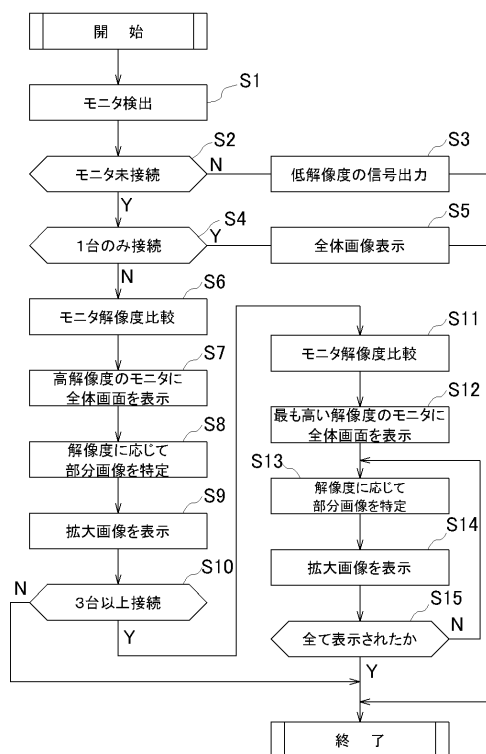 開 始
S1
モニタ検出
S2
モニタ未接続
N
Y
S3
低解像度の信号出力
S4
1台のみ接続
Y
N
S5
全体画像表示
S6
モニタ解像度比較
S7
高解像度のモニタに
全体画面を表示
S8
解像度に応じて
部分画像を特定
S9
拡大画像を表示
S10
3台以上接続
N
Y
S11
モニタ解像度比較
S12
最も高い解像度のモニタに
全体画面を表示
S13
解像度に応じて
部分画像を特定
S14
拡大画像を表示
S15
全て表示されたか
N
Y
終 了